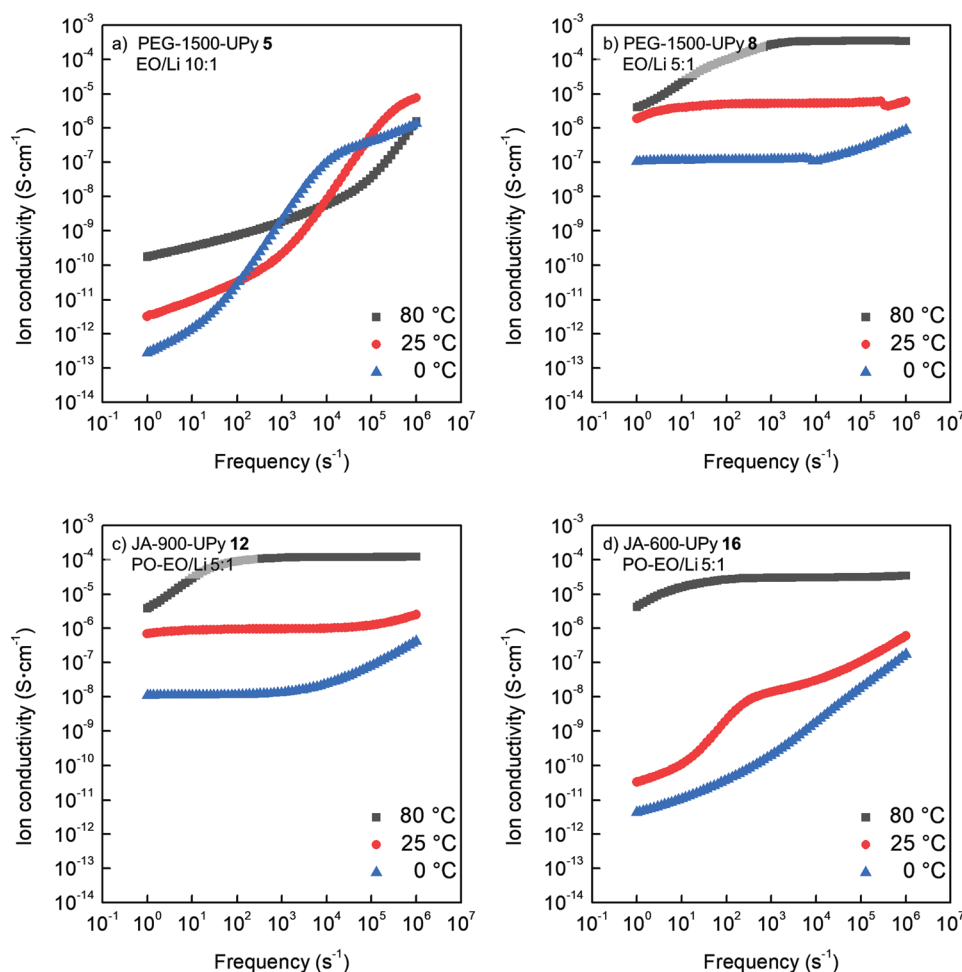 a) PEG-1500-UPy 5
EO/Li 10:1
Ion conductivity (S·cm⁻¹)
10⁻³
10⁻⁴
10⁻⁵
10⁻⁶
10⁻⁷
10⁻⁸
10⁻⁹
10⁻¹⁰
10⁻¹¹
10⁻¹²
10⁻¹³
10⁻¹⁴
80 °C
25 °C
0 °C
10⁻¹ 10⁰ 10¹ 10² 10³ 10⁴ 10⁵ 10⁶ 10⁷
Frequency (s⁻¹)
b) PEG-1500-UPy 8
EO/Li 5:1
Ion conductivity (S·cm⁻¹)
10⁻³
10⁻⁴
10⁻⁵
10⁻⁶
10⁻⁷
10⁻⁸
10⁻⁹
10⁻¹⁰
10⁻¹¹
10⁻¹²
10⁻¹³
10⁻¹⁴
80 °C
25 °C
0 °C
10⁻¹ 10⁰ 10¹ 10² 10³ 10⁴ 10⁵ 10⁶ 10⁷
Frequency (s⁻¹)
c) JA-900-UPy 12
PO-EO/Li 5:1
Ion conductivity (S·cm⁻¹)
10⁻³
10⁻⁴
10⁻⁵
10⁻⁶
10⁻⁷
10⁻⁸
10⁻⁹
10⁻¹⁰
10⁻¹¹
10⁻¹²
10⁻¹³
10⁻¹⁴
80 °C
25 °C
0 °C
10⁻¹ 10⁰ 10¹ 10² 10³ 10⁴ 10⁵ 10⁶ 10⁷
Frequency (s⁻¹)
d) JA-600-UPy 16
PO-EO/Li 5:1
Ion conductivity (S·cm⁻¹)
10⁻³
10⁻⁴
10⁻⁵
10⁻⁶
10⁻⁷
10⁻⁸
10⁻⁹
10⁻¹⁰
10⁻¹¹
10⁻¹²
10⁻¹³
10⁻¹⁴
80 °C
25 °C
0 °C
10⁻¹ 10⁰ 10¹ 10² 10³ 10⁴ 10⁵ 10⁶ 10⁷
Frequency (s⁻¹)